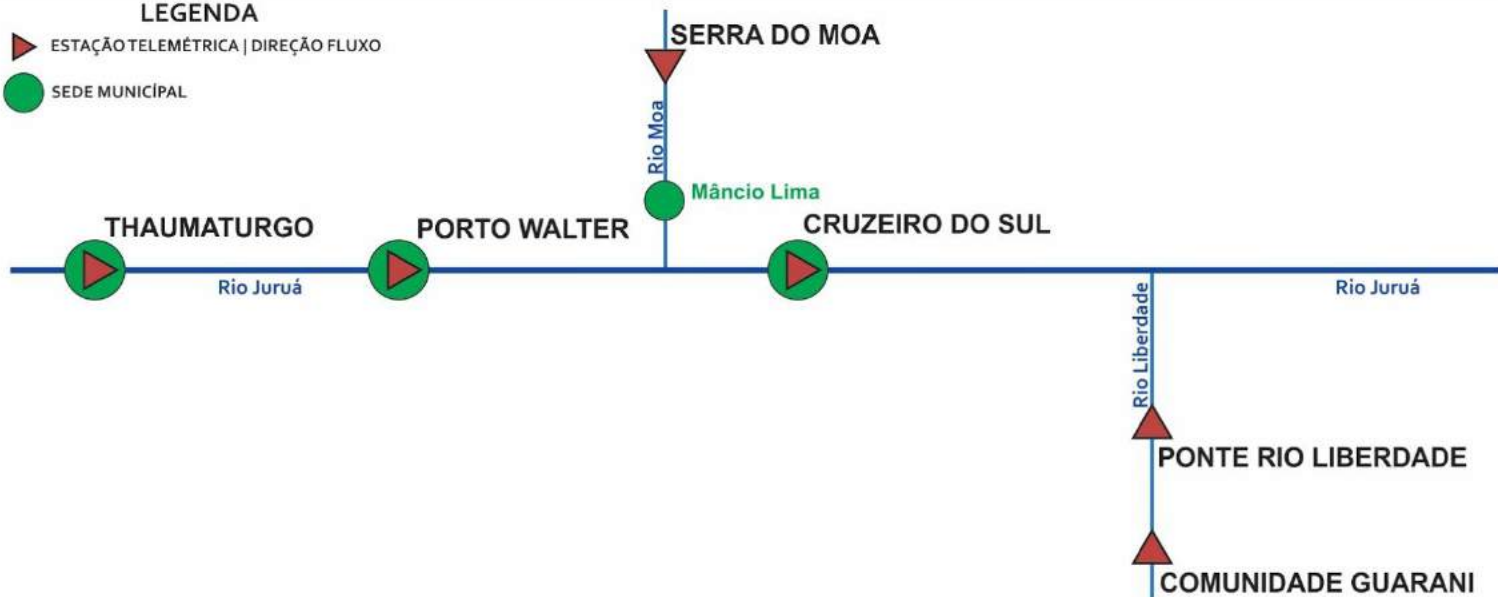 LEGENDA
ESTAÇÃO TELEMÉTRICA | DIREÇÃO FLUXO
SEDE MUNICÍPAL
SERRA DO MOA
Rio Moa
Mâncio Lima
THAUMATURGO
PORTO WALTER
CRUZEIRO DO SUL
Rio Juruá
Rio Juruá
Rio Liberdade
PONTE RIO LIBERDADE
COMUNIDADE GUARANI